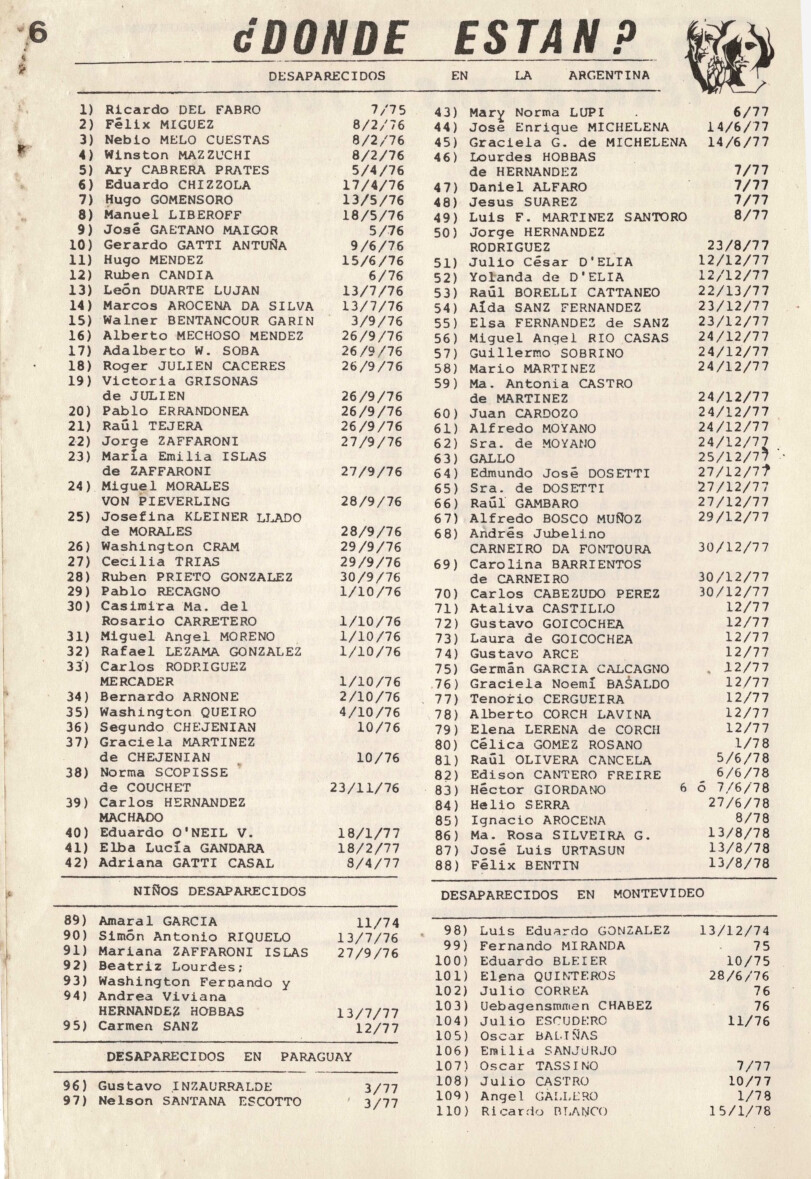 6
¿DONDE ESTAN?
DESAPARECIDOS EN LA ARGENTINA
1) Ricardo DEL FABRO 7/75
2) Félix MIGUEZ 8/2/76
3) Nebio MELO CUESTAS 8/2/76
4) Winston MAZZUCHI 8/2/76
5) Ary CABRERA PRATES 5/4/76
6) Eduardo CHIZZOLA 17/4/76
7) Hugo GOMENSORO 13/5/76
8) Manuel LIBEROFF 18/5/76
9) José GAETANO MAIGOR 5/76
10) Gerardo GATTI ANTUÑA 9/6/76
11) Hugo MENDEZ 15/6/76
12) Ruben CANDIA 6/76
13) León DUARTE LUJAN 13/7/76
14) Marcos AROCENA DA SILVA 13/7/76
15) Walner BENTANCOUR GARIN 3/9/76
16) Alberto MECHOSO MENDEZ 26/9/76
17) Adalberto W. SOBA 26/9/76
18) Roger JULIEN CACERES 26/9/76
19) Victoria GRISONAS
de JULIEN 26/9/76
20) Pablo ERRANDONEA 26/9/76
21) Raúl TEJERA 26/9/76
22) Jorge ZAFFARONI 27/9/76
23) María Emilia ISLAS
de ZAFFARONI 27/9/76
24) Miguel MORALES
VON PIEVERLING 28/9/76
25) Josefina KLEINER LLADO
de MORALES 28/9/76
26) Washington CRAM 29/9/76
27) Cecilia TRIAS 29/9/76
28) Ruben PRIETO GONZALEZ 30/9/76
29) Pablo RECAGNO 1/10/76
30) Casimira Ma. del
Rosario CARRETERO 1/10/76
31) Miguel Angel MORENO 1/10/76
32) Rafael LEZAMA GONZALEZ 1/10/76
33) Carlos RODRIGUEZ
MERCADER 1/10/76
34) Bernardo ARNONE 2/10/76
35) Washington QUEIRO 4/10/76
36) Segundo CHEJENIAN 10/76
37) Graciela MARTINEZ
de CHEJENIAN 10/76
38) Norma SCOPISSE
de COUCHET 23/11/76
39) Carlos HERNANDEZ
MACHADO
40) Eduardo O'NEIL V. 18/1/77
41) Elba Lucía GANDARA 18/2/77
42) Adriana GATTI CASAL 8/4/77
43) Mary Norma LUPI 6/77
44) José Enrique MICHELENA 14/6/77
45) Graciela G. de MICHELENA 14/6/77
46) Lourdes HOBBAS
de HERNANDEZ 7/77
47) Daniel ALFARO 7/77
48) Jesus SUAREZ 7/77
49) Luis F. MARTINEZ SANTORO 8/77
50) Jorge HERNANDEZ
RODRIGUEZ 23/8/77
51) Julio César D'ELIA 12/12/77
52) Yolanda de D'ELIA 12/12/77
53) Raúl BORELLI CATTANEO 22/13/77
54) Aída SANZ FERNANDEZ 23/12/77
55) Elsa FERNANDEZ de SANZ 23/12/77
56) Miguel Angel RIO CASAS 24/12/77
57) Guillermo SOBRINO 24/12/77
58) Mario MARTINEZ 24/12/77
59) Ma. Antonia CASTRO
de MARTINEZ 24/12/77
60) Juan CARDOZO 24/12/77
61) Alfredo MOYANO 24/12/77
62) Sra. de MOYANO 24/12/77
63) GALLO 25/12/77
64) Edmundo José DOSETTI 27/12/77
65) Sra. de DOSETTI 27/12/77
66) Raúl GAMBARO 27/12/77
67) Alfredo BOSCO MUÑOZ 29/12/77
68) Andrés Jubelino
CARNEIRO DA FONTOURA 30/12/77
69) Carolina BARRIENTOS
de CARNEIRO 30/12/77
70) Carlos CABEZUDO PEREZ 30/12/77
71) Ataliva CASTILLO 12/77
72) Gustavo GOICOCHEA 12/77
73) Laura de GOICOCHEA 12/77
74) Gustavo ARCE 12/77
75) Germán GARCIA CALCAGNO 12/77
76) Graciela Noemí BASALDO 12/77
77) Tenorio CERGUEIRA 12/77
78) Alberto CORCH LAVINA 12/77
79) Elena LERENA de CORCH 12/77
80) Célica GOMEZ ROSANO 1/78
81) Raúl OLIVERA CANCELA 5/6/78
82) Edison CANTERO FREIRE 6/6/78
83) Héctor GIORDANO 6 ó 7/6/78
84) Helio SERRA 27/6/78
85) Ignacio AROCENA 8/78
86) Ma. Rosa SILVEIRA G. 13/8/78
87) José Luis URTASUN 13/8/78
88) Félix BENTIN 13/8/78
NIÑOS DESAPARECIDOS
89) Amaral GARCIA 11/74
90) Simón Antonio RIQUELO 13/7/76
91) Mariana ZAFFARONI ISLAS 27/9/76
92) Beatriz Lourdes;
93) Washington Fernando y
94) Andrea Viviana
HERNANDEZ HOBBAS 13/7/77
95) Carmen SANZ 12/77
DESAPARECIDOS EN PARAGUAY
96) Gustavo INZAURRALDE 3/77
97) Nelson SANTANA ESCOTTO 3/77
DESAPARECIDOS EN MONTEVIDEO
98) Luis Eduardo GONZALEZ 13/12/74
99) Fernando MIRANDA 75
100) Eduardo BLEIER 10/75
101) Elena QUINTEROS 28/6/76
102) Julio CORREA 76
103) Uebagensmmen CHABEZ 76
104) Julio ESCUDERO 11/76
105) Oscar BALIÑAS
106) Emilia SANJURJO
107) Oscar TASSINO 7/77
108) Julio CASTRO 10/77
109) Angel GALLERO 1/78
110) Ricardo BLANCO 15/1/78